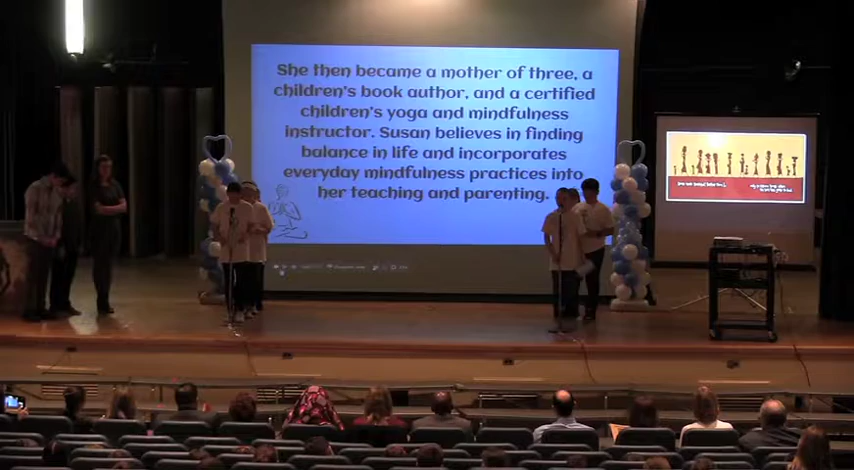 She then became a mother of three, a
children's book author, and a certified
children's yoga and mindfulness
instructor. Susan believes in finding
balance in life and incorporates
everyday mindfulness practices into
her teaching and parenting.